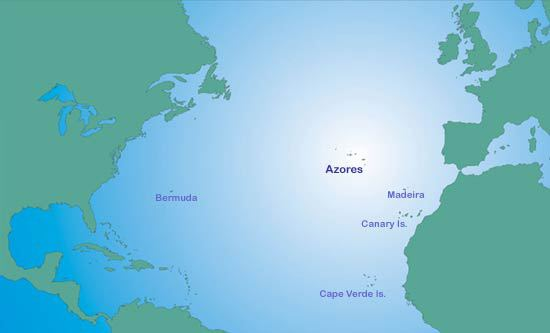 Azores
Madeira
Bermuda
Canary Is.
Cape Verde Is.